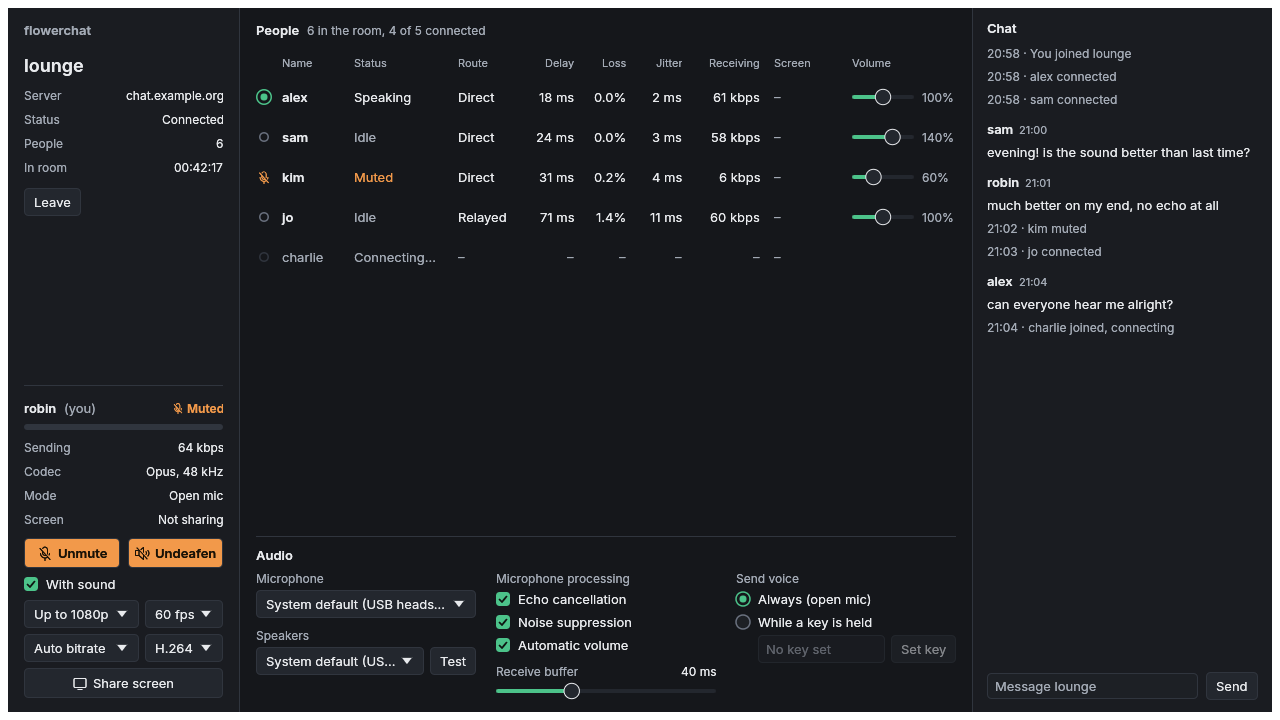 flowerchat
lounge
Server chat.example.org
Status Connected
People 6
In room 00:42:17
Leave
robin (you) Muted
Sending 64 kbps
Codec Opus, 48 kHz
Mode Open mic
Screen Not sharing
Unmute Undeafen
With sound
Up to 1080p 60 fps
Auto bitrate H.264
Share screen
People 6 in the room, 4 of 5 connected
Name Status Route Delay Loss Jitter Receiving Screen Volume
alex Speaking Direct 18 ms 0.0% 2 ms 61 kbps – 100%
sam Idle Direct 24 ms 0.0% 3 ms 58 kbps – 140%
kim Muted Direct 31 ms 0.2% 4 ms 6 kbps – 60%
jo Idle Relayed 71 ms 1.4% 11 ms 60 kbps – 100%
charlie Connecting... – – – – – –
Audio
Microphone
System default (USB heads...
Speakers
System default (US... Test
Microphone processing
Echo cancellation
Noise suppression
Automatic volume
Receive buffer 40 ms
Send voice
Always (open mic)
While a key is held
No key set Set key
Chat
20:58 · You joined lounge
20:58 · alex connected
20:58 · sam connected
sam 21:00
evening! is the sound better than last time?
robin 21:01
much better on my end, no echo at all
21:02 · kim muted
21:03 · jo connected
alex 21:04
can everyone hear me alright?
21:04 · charlie joined, connecting
Message lounge Send